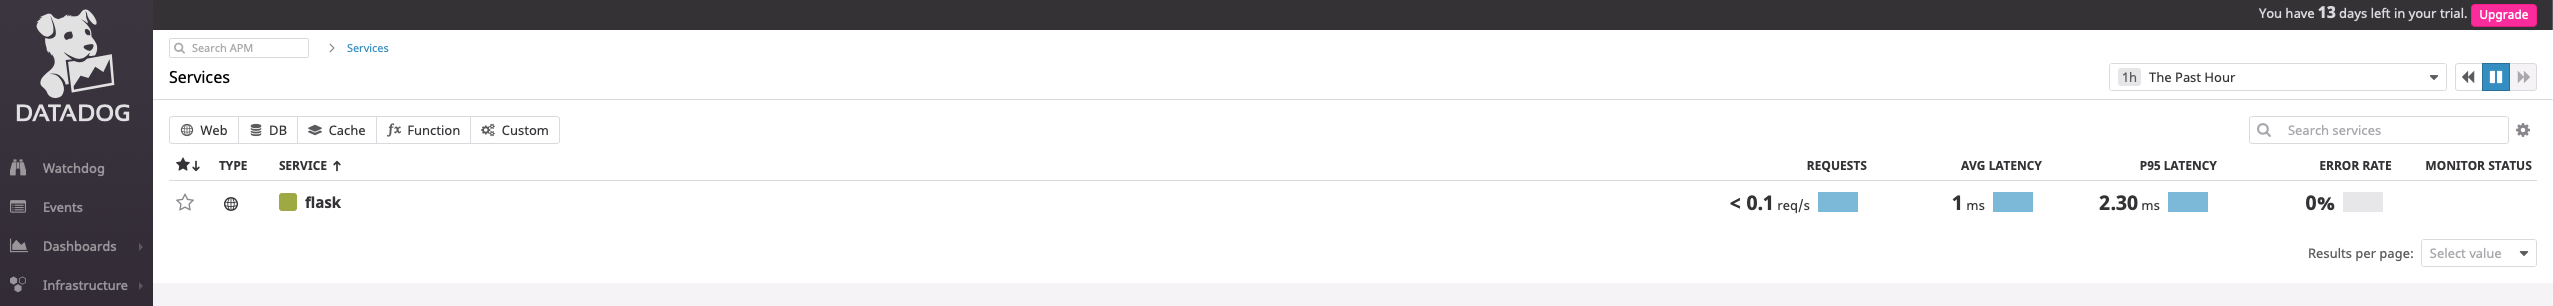 You have 13 days left in your trial. Upgrade
DATADOG
Watchdog
Events
Dashboards
Infrastructure
Search APM > Services
Services
1h The Past Hour
Web DB Cache Function Custom
Search services
TYPE SERVICE ↑ REQUESTS AVG LATENCY P95 LATENCY ERROR RATE MONITOR STATUS
flask < 0.1 req/s 1 ms 2.30 ms 0%
Results per page: Select value